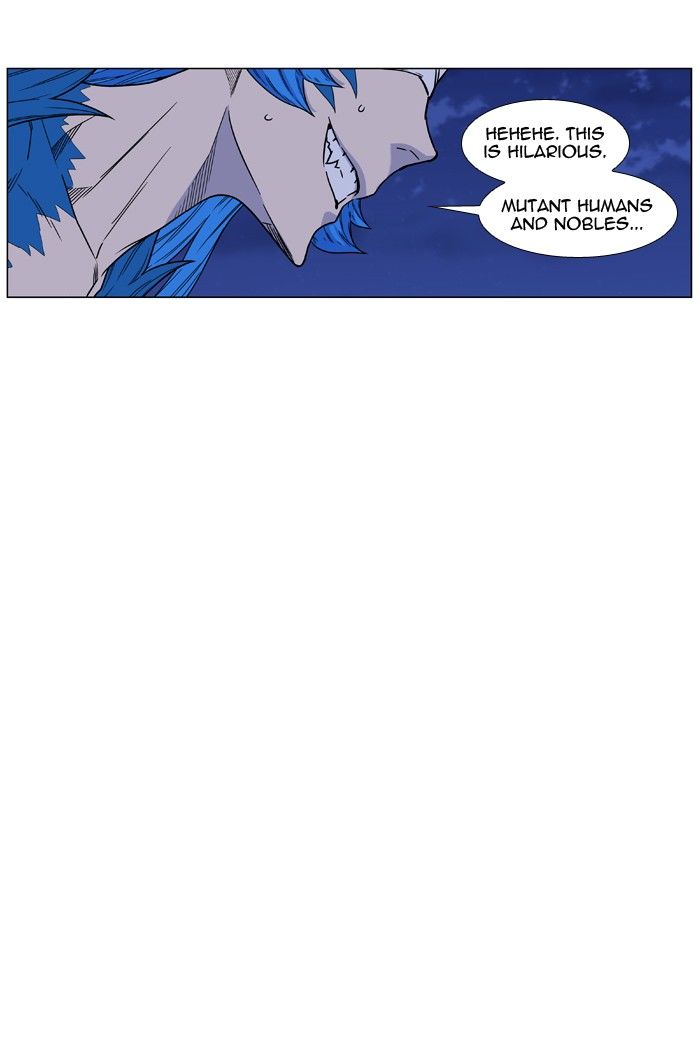 HEHEHE. THIS
IS HILARIOUS.
MUTANT HUMANS
AND NOBLES...